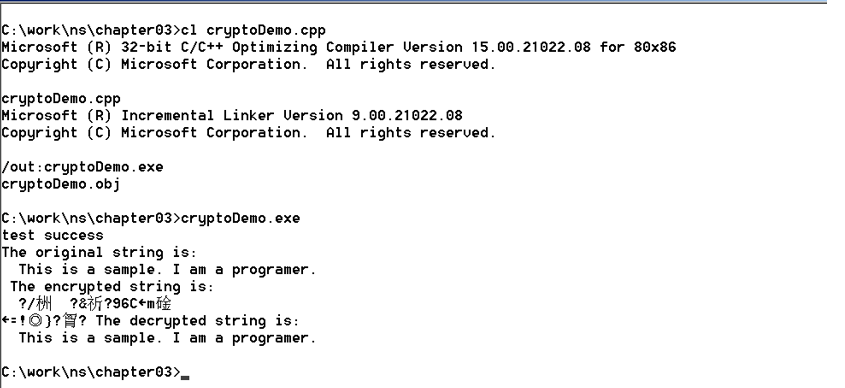 C:\work\ns\chapter03>cl cryptoDemo.cpp
Microsoft (R) 32-bit C/C++ Optimizing Compiler Version 15.00.21022.08 for 80x86
Copyright (C) Microsoft Corporation.  All rights reserved.
cryptoDemo.cpp
Microsoft (R) Incremental Linker Version 9.00.21022.08
Copyright (C) Microsoft Corporation.  All rights reserved.
/out:cryptoDemo.exe
cryptoDemo.obj
C:\work\ns\chapter03>cryptoDemo.exe
test success
The original string is:
  This is a sample. I am a programer.
 The encrypted string is:
  ?/栦  ?&祈?96C←m碒
←=!◎}?? The decrypted string is:
  This is a sample. I am a programer.
C:\work\ns\chapter03>_